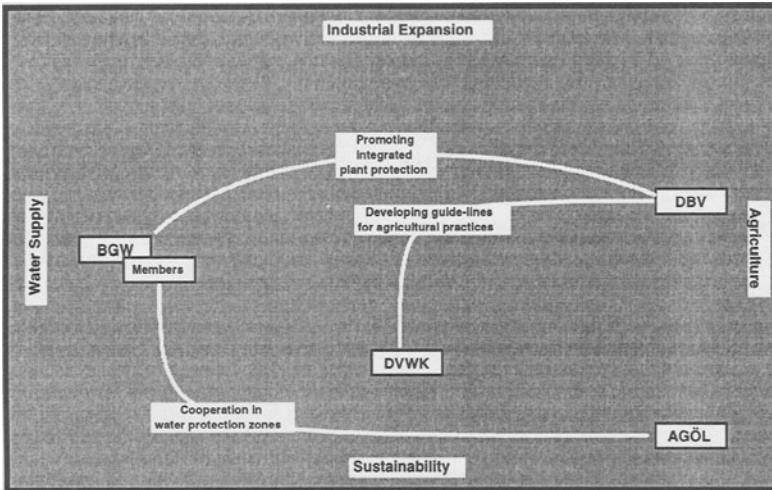 Industrial Expansion
Promoting
integrated
plant protection
DBV
Developing guide-lines
for agricultural practices
Water Supply
Agriculture
BGW
Members
DVWK
Cooperation in
water protection zones
AGÖL
Sustainability